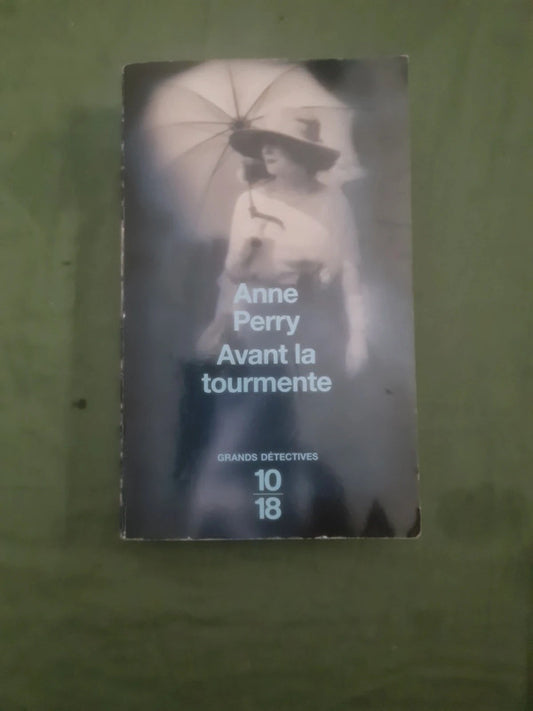 Anne
Perry
Avant la
tourmente
GRANDS DÉTECTIVES
10
18